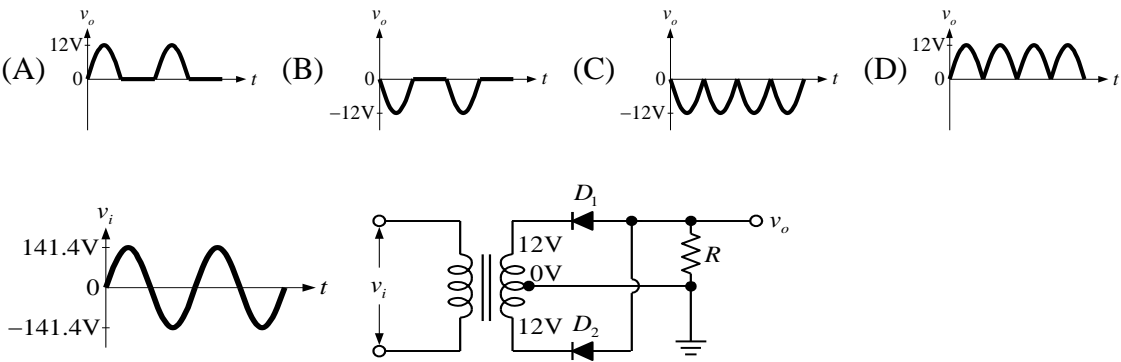 (A) v_o 12V 0 t
(B) v_o 0 −12V t
(C) v_o 0 −12V t
(D) v_o 12V 0 t
v_i 141.4V 0 −141.4V t
v_i
D_1 v_o
12V
0V R
12V D_2